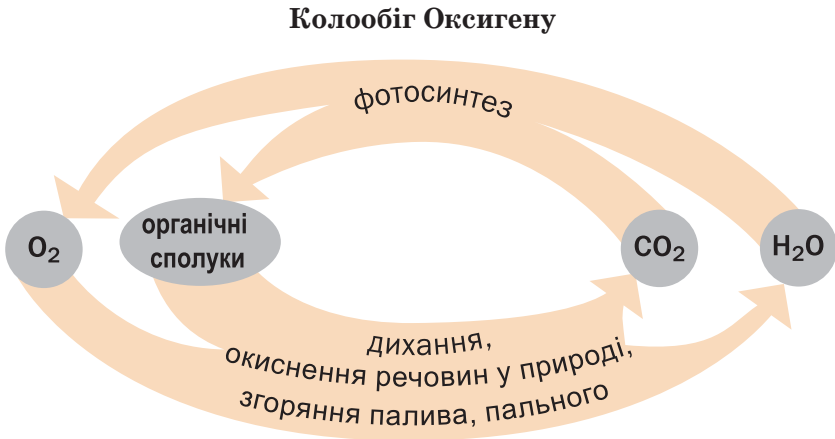 Колообіг Оксигену
фотосинтез
O₂
органічні
сполуки
CO₂
H₂O
дихання,
окиснення речовин у природі,
згоряння палива, пального